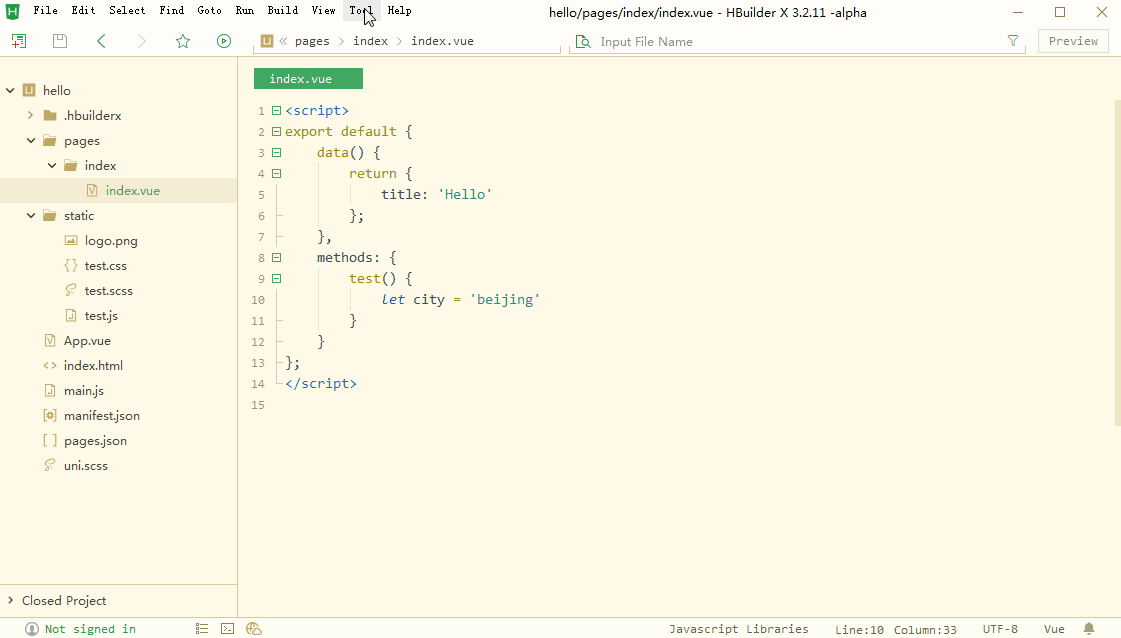 File Edit Select Find Goto Run Build View Tool Help
hello/pages/index/index.vue - HBuilder X 3.2.11 -alpha
U « pages > index > index.vue
Input File Name
Preview
hello
.hbuilderx
pages
index
index.vue
static
logo.png
test.css
test.scss
test.js
App.vue
index.html
main.js
manifest.json
pages.json
uni.scss
Closed Project
index.vue
1 <script>
2 export default {
3     data() {
4         return {
5             title: 'Hello'
6         };
7     },
8     methods: {
9         test() {
10             let city = 'beijing'
11         }
12     }
13 };
14 </script>
15
Not signed in
Javascript Libraries
Line:10 Column:33
UTF-8
Vue